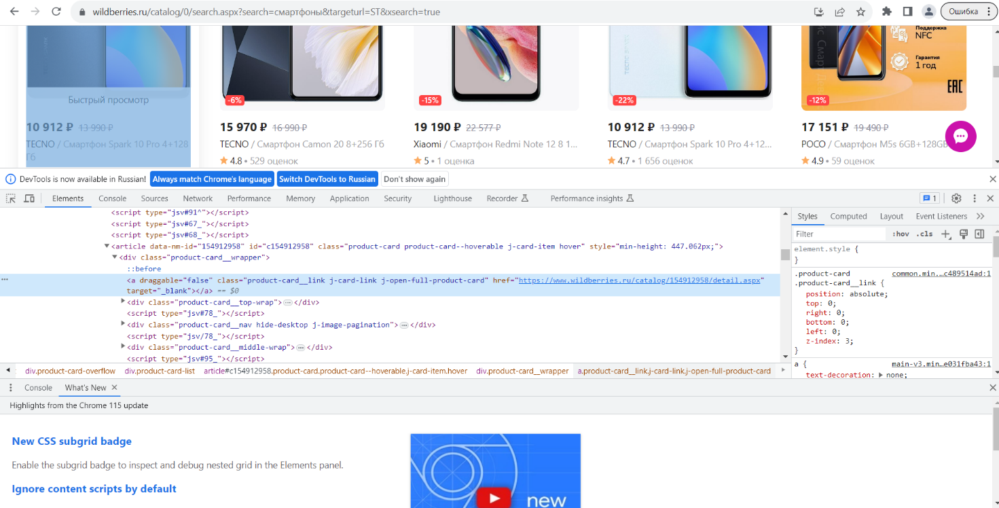 wildberries.ru/catalog/0/search.aspx?search=смартфоны&targeturl=ST&xsearch=true
Ошибка
Быстрый просмотр
-6%
-15%
-22%
Поддержка
NFC
Гарантия
1 год
EAC
-12%
10 912 ₽ 13 990 ₽
TECNO / Смартфон Spark 10 Pro 4+128
Гб
15 970 ₽ 16 990 ₽
TECNO / Смартфон Camon 20 8+256 Гб
4.8 • 529 оценок
19 190 ₽ 22 577 ₽
Xiaomi / Смартфон Redmi Note 12 8 1...
5 • 1 оценка
10 912 ₽ 13 990 ₽
TECNO / Смартфон Spark 10 Pro 4+12...
4.7 • 1 656 оценок
17 151 ₽ 19 490 ₽
POCO / Смартфон M5s 6GB+128GB
4.9 • 59 оценок
DevTools is now available in Russian! Always match Chrome's language Switch DevTools to Russian Don't show again
Elements Console Sources Network Performance Memory Application Security Lighthouse Recorder Performance insights 1
<script type="jsv#91^"></script>
<script type="jsv#67_"></script>
<script type="jsv#68_"></script>
<article data-nm-id="154912958" id="c154912958" class="product-card product-card--hoverable j-card-item hover" style="min-height: 447.062px;">
<div class="product-card__wrapper">
::before
<a draggable="false" class="product-card__link j-card-link j-open-full-product-card" href="https://www.wildberries.ru/catalog/154912958/detail.aspx"
target="_blank"></a> == $0
<div class="product-card__top-wrap">…</div>
<script type="jsv#78_"></script>
<div class="product-card__nav hide-desktop j-image-pagination">…</div>
<script type="jsv/78_"></script>
<div class="product-card__middle-wrap">…</div>
<script type="jsv#95_"></script>
div.product-card-overflow div.product-card-list article#c154912958.product-card.product-card--hoverable.j-card-item.hover div.product-card__wrapper a.product-card__link.j-card-link.j-open-full-product-card
Styles Computed Layout Event Listeners
Filter :hov .cls
element.style {
}
.product-card common.min.…c489514ad:1
.product-card__link {
position: absolute;
top: 0;
right: 0;
bottom: 0;
left: 0;
z-index: 3;
}
a { main-v3.min.…e031fba43:1
text-decoration: none;
Console What's New
Highlights from the Chrome 115 update
New CSS subgrid badge
Enable the subgrid badge to inspect and debug nested grid in the Elements panel.
Ignore content scripts by default
new